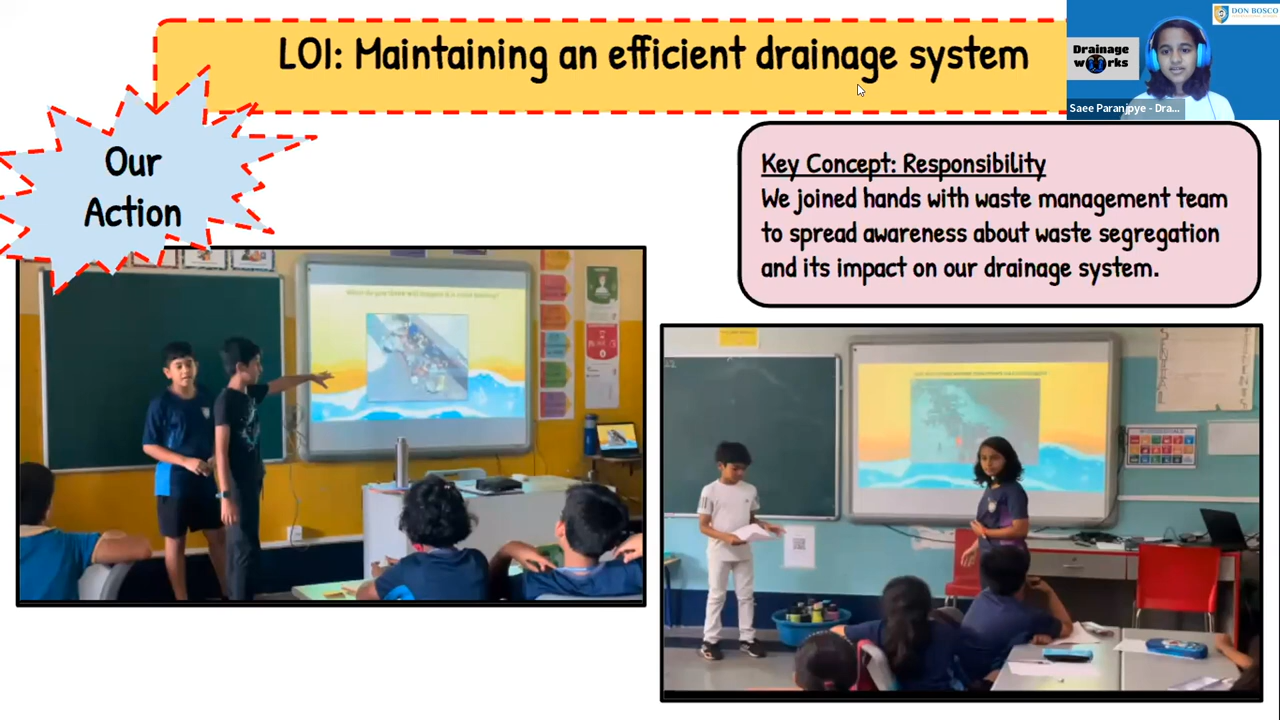 LOI: Maintaining an efficient drainage system
DON BOSCO
Drainage
works
Saee Paranjpye - Dra...
Our
Action
Key Concept: Responsibility
We joined hands with waste management team
to spread awareness about waste segregation
and its impact on our drainage system.